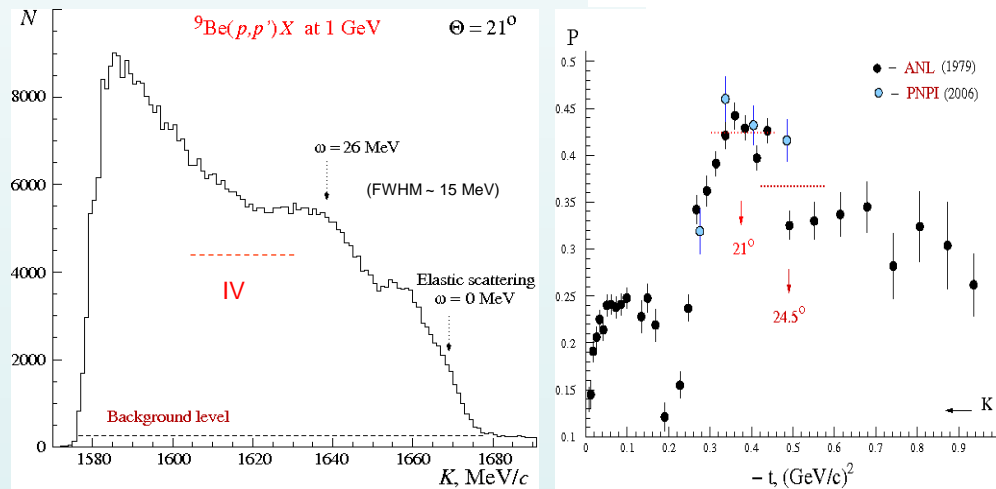 N
⁹Be(p,p')X at 1 GeV
Θ = 21°
8000
6000
4000
2000
0
ω = 26 MeV
(FWHM ~ 15 MeV)
IV
Elastic scattering
ω = 0 MeV
Background level
1580
1600
1620
1640
1660
1680
K, MeV/c
P
0.5
0.45
0.4
0.35
0.3
0.25
0.2
0.15
0.1
– ANL (1979)
– PNPI (2006)
21°
24.5°
K
0
0.1
0.2
0.3
0.4
0.5
0.6
0.7
0.8
0.9
– t, (GeV/c)²